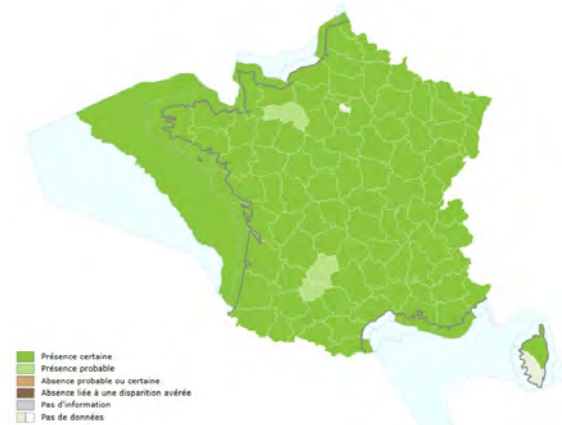 Présence certaine
Présence probable
Absence probable ou certaine
Absence liée à une disparition avérée
Pas d'information
Pas de données